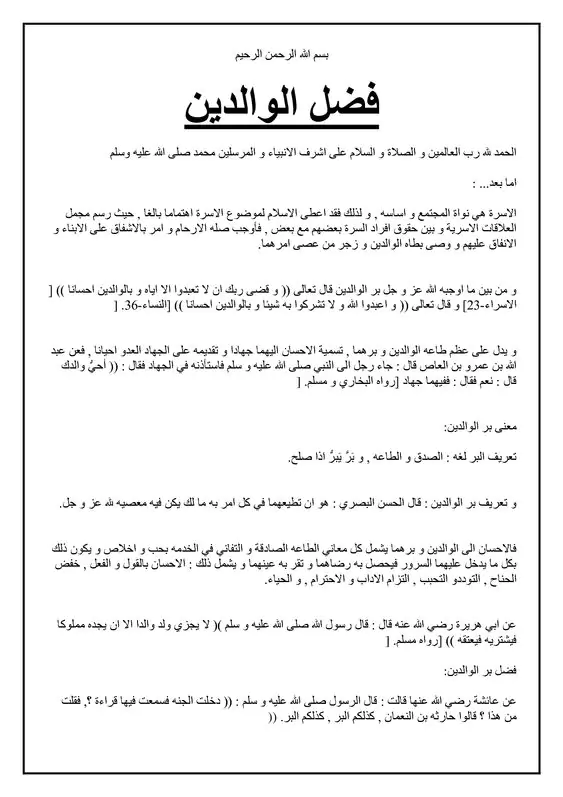 بسم الله الرحمن الرحيم
فضل الوالدين
الحمد لله رب العالمين و الصلاة و السلام على اشرف الانبياء و المرسلين محمد صلى الله عليه وسلم
اما بعد... :
الاسرة هي نواة المجتمع و اساسه , و لذلك فقد اعطى الاسلام لموضوع الاسرة اهتماما بالغا , حيث رسم مجمل
العلاقات الاسرية و بين حقوق افراد السرة بعضهم مع بعض , فأوجب صله الارحام و امر بالاشفاق على الابناء و
الانفاق عليهم و وصى بطاه الوالدين و زجر من عصى امرهما.
و من بين ما اوجبه الله عز و جل بر الوالدين قال تعالى (( و قضى ربك ان لا تعبدوا الا اياه و بالوالدين احسانا )) [
الاسراء-23] و قال تعالى (( و اعبدوا الله و لا تشركوا به شيئا و بالوالدين احسانا )) [النساء-36. [
و يدل على عظم طاعه الوالدين و برهما , تسمية الاحسان اليهما جهادا و تقديمه على الجهاد العدو احيانا , فعن عبد
الله بن عمرو بن العاص قال : جاء رجل الى النبي صلى الله عليه و سلم فاستأذنه في الجهاد فقال : (( أحيُّ والدك
قال : نعم فقال : ففيهما جهاد [رواه البخاري و مسلم. [
معنى بر الوالدين:
تعريف البر لغه : الصدق و الطاعه , و بَرَّ يَبرُّ اذا صلح.
و تعريف بر الوالدين : قال الحسن البصري : هو ان تطيعهما في كل امر به ما لك يكن فيه معصيه لله عز و جل.
فالاحسان الى الوالدين و برهما يشمل كل معاني الطاعه الصادقة و التفاني في الخدمه بحب و اخلاص و يكون ذلك
بكل ما يدخل عليهما السرور فيحصل به رضاهما و تقر به عينهما و يشمل ذلك : الاحسان بالقول و الفعل , خفض
الجناح , التوددو التحبب , التزام الاداب و الاحترام , و الحياء.
عن ابي هريرة رضي الله عنه قال : قال رسول الله صلى الله عليه و سلم )( لا يجزي ولد والدا الا ان يجده مملوكا
فيشتريه فيعتقه )) [رواه مسلم. [
فضل بر الوالدين:
عن عائشة رضي الله عنها قالت : قال الرسول صلى الله عليه و سلم : (( دخلت الجنه فسمعت فيها قراءة ؟, فقلت
من هذا ؟ قالوا حارثه بن النعمان , كذلكم البر , كذلكم البر. ((